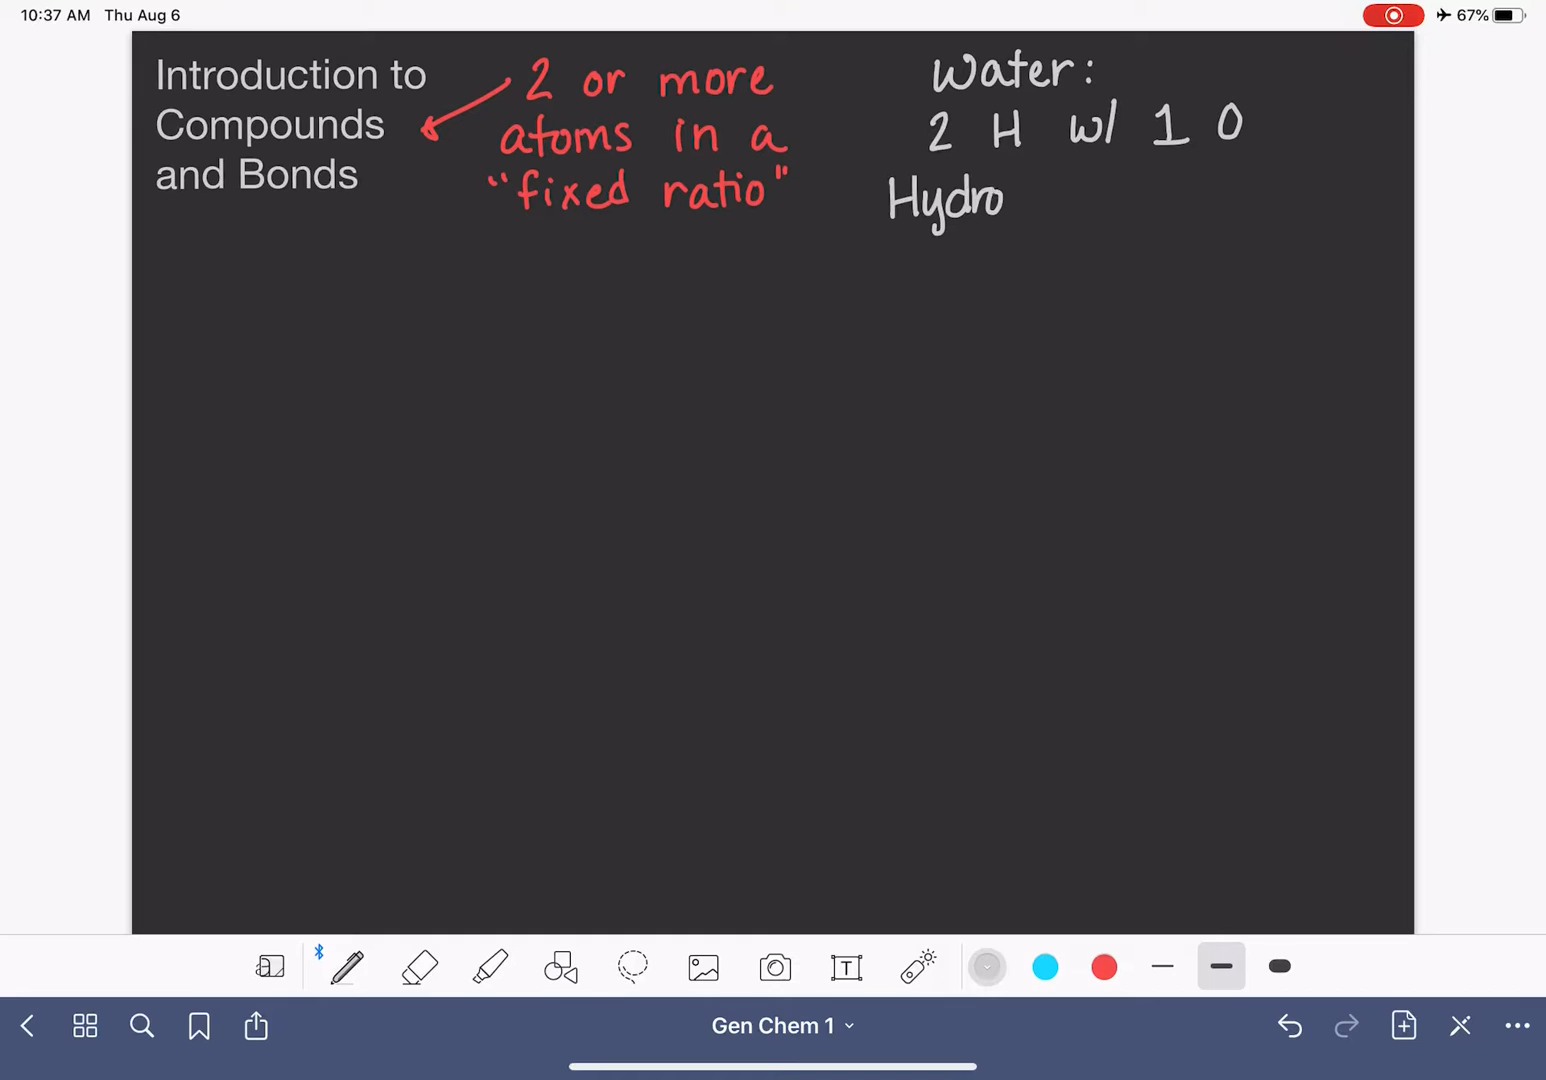 10:37 AM Thu Aug 6
67%
Introduction to
Compounds
and Bonds
2 or more
atoms in a
"fixed ratio"
Water:
2 H w/ 1 O
Hydro
T
Gen Chem 1